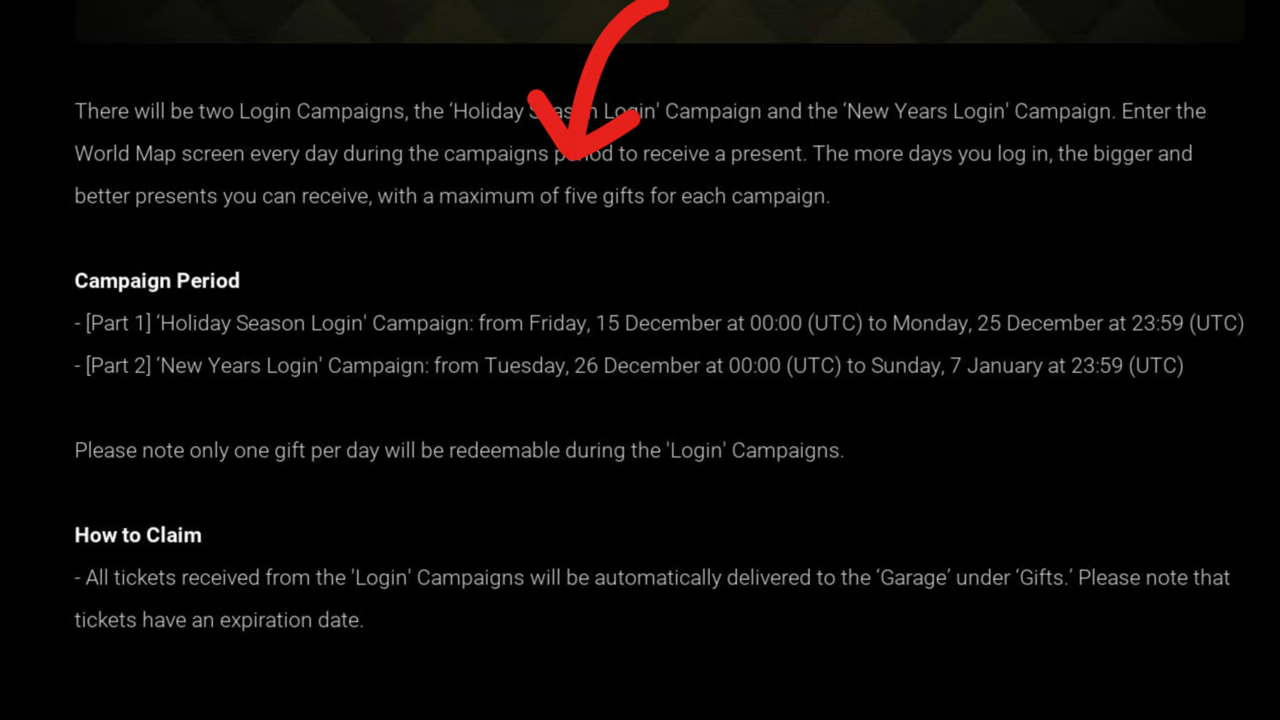 There will be two Login Campaigns, the ‘Holiday Season Login' Campaign and the ‘New Years Login' Campaign. Enter the
World Map screen every day during the campaigns period to receive a present. The more days you log in, the bigger and
better presents you can receive, with a maximum of five gifts for each campaign.
Campaign Period
- [Part 1] ‘Holiday Season Login' Campaign: from Friday, 15 December at 00:00 (UTC) to Monday, 25 December at 23:59 (UTC)
- [Part 2] ‘New Years Login' Campaign: from Tuesday, 26 December at 00:00 (UTC) to Sunday, 7 January at 23:59 (UTC)
Please note only one gift per day will be redeemable during the 'Login' Campaigns.
How to Claim
- All tickets received from the 'Login' Campaigns will be automatically delivered to the ‘Garage‘ under ‘Gifts.’ Please note that
tickets have an expiration date.